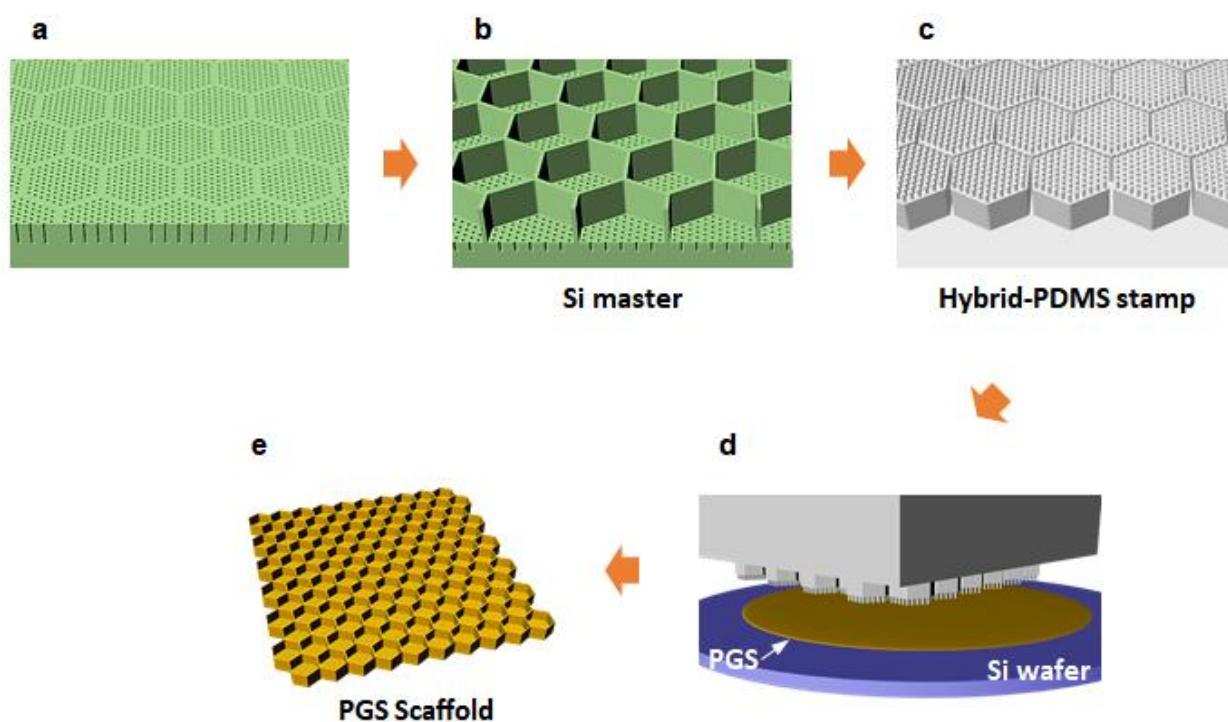 a
b
c
Si master
Hybrid-PDMS stamp
e
d
PGS
Si wafer
PGS Scaffold